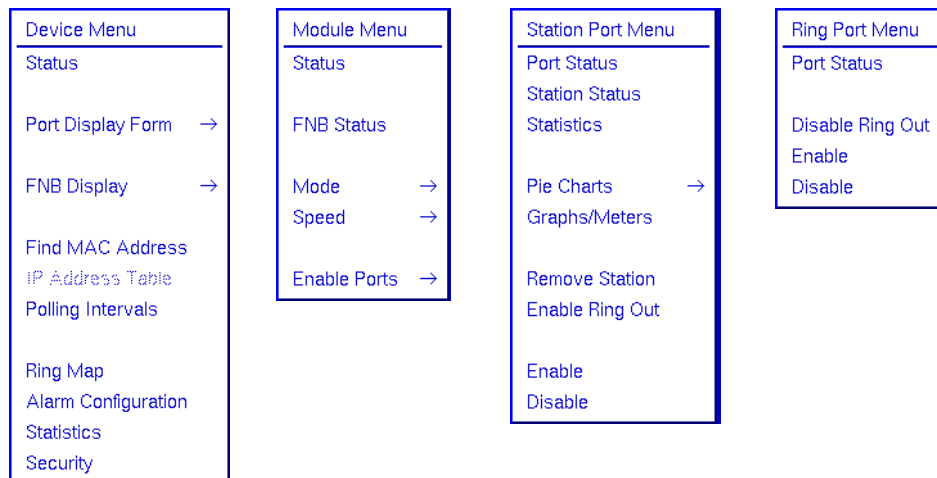 Device Menu
Status
Port Display Form →
FNB Display →
Find MAC Address
IP Address Table
Polling Intervals
Ring Map
Alarm Configuration
Statistics
Security
Module Menu
Status
FNB Status
Mode →
Speed →
Enable Ports →
Station Port Menu
Port Status
Station Status
Statistics
Pie Charts →
Graphs/Meters
Remove Station
Enable Ring Out
Enable
Disable
Ring Port Menu
Port Status
Disable Ring Out
Enable
Disable